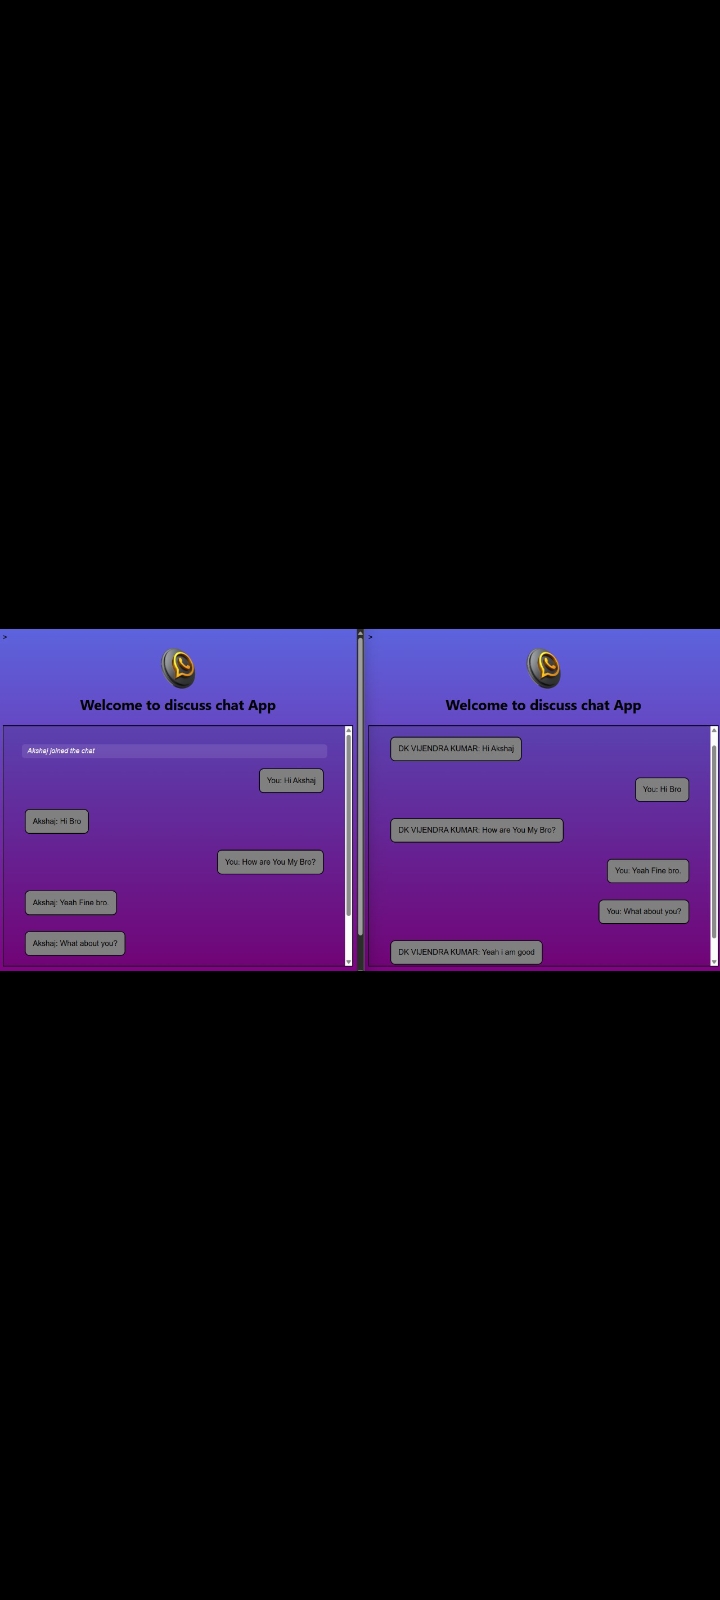 >
Welcome to discuss chat App
Akshaj joined the chat
You: Hi Akshaj
Akshaj: Hi Bro
You: How are You My Bro?
Akshaj: Yeah Fine bro.
Akshaj: What about you?
>
Welcome to discuss chat App
DK VIJENDRA KUMAR: Hi Akshaj
You: Hi Bro
DK VIJENDRA KUMAR: How are You My Bro?
You: Yeah Fine bro.
You: What about you?
DK VIJENDRA KUMAR: Yeah i am good